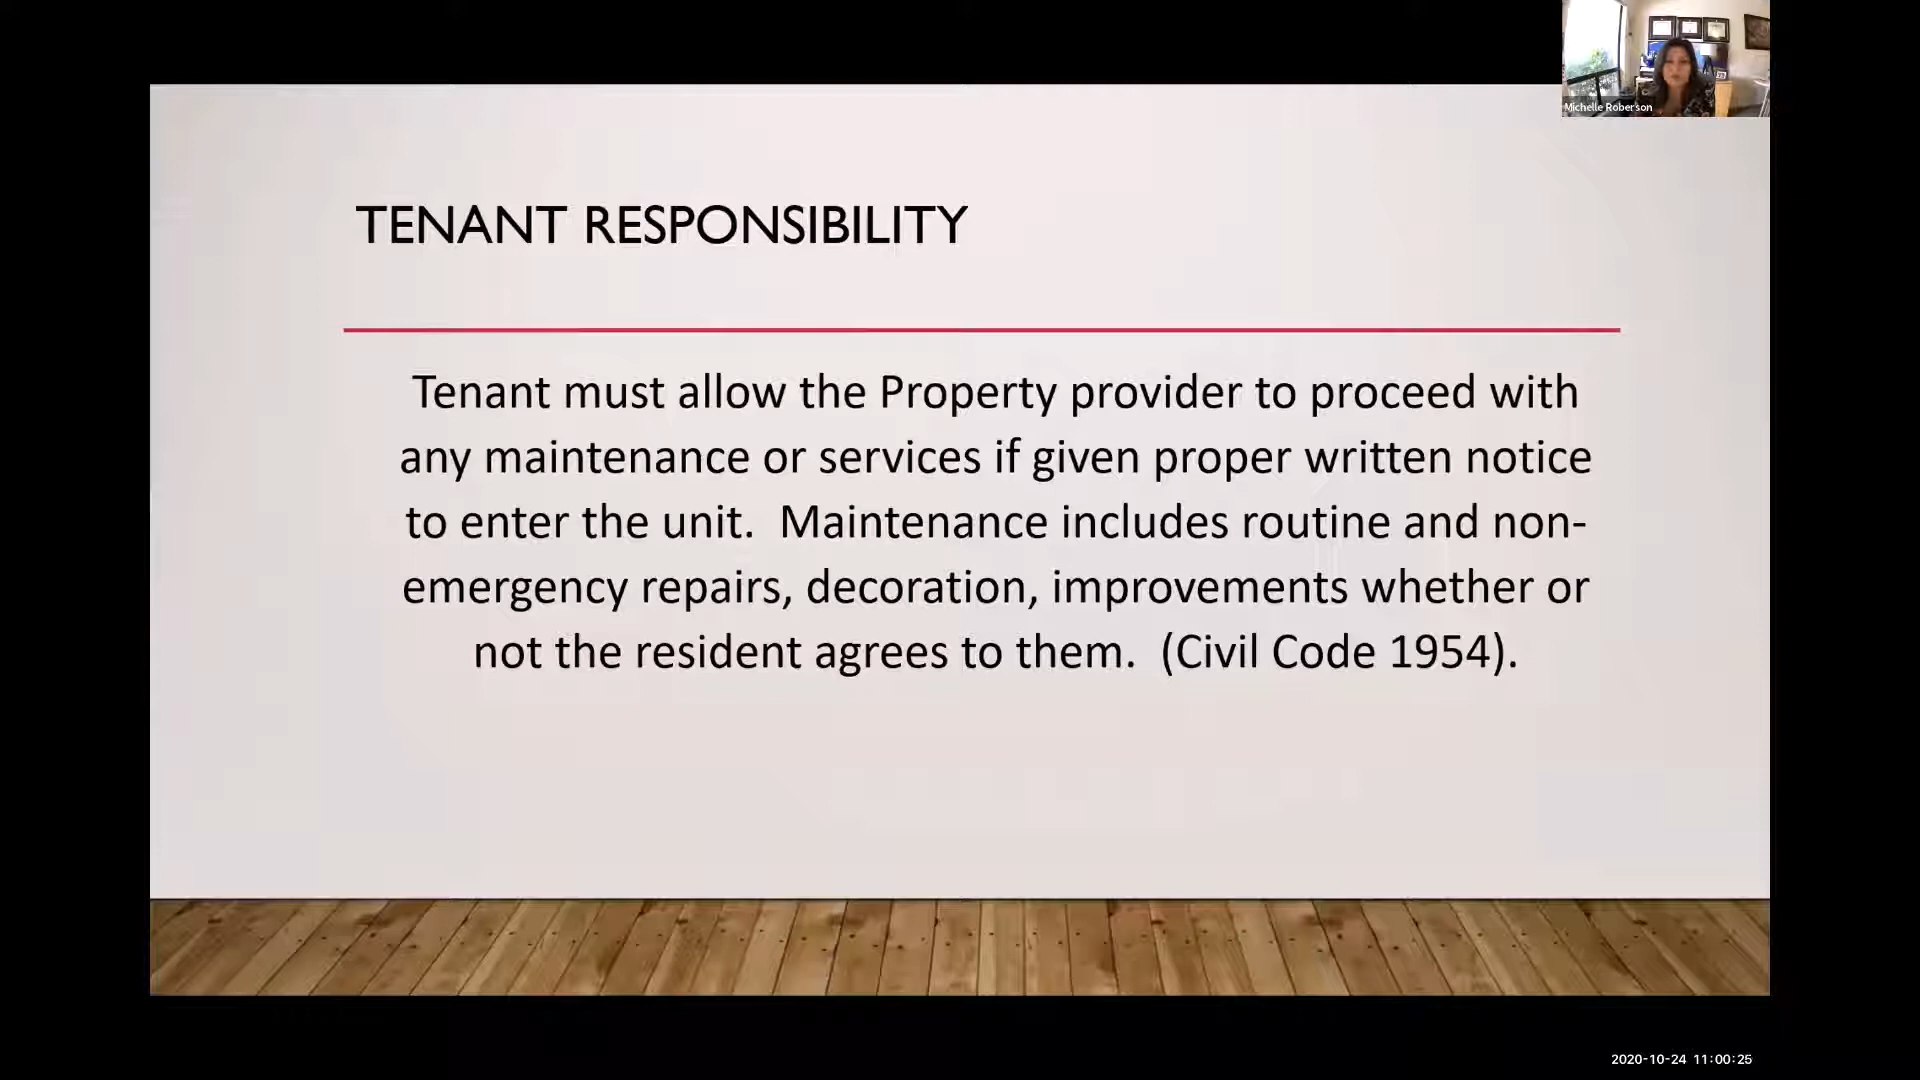 Michelle Roberson
TENANT RESPONSIBILITY
Tenant must allow the Property provider to proceed with
any maintenance or services if given proper written notice
to enter the unit.  Maintenance includes routine and non-
emergency repairs, decoration, improvements whether or
not the resident agrees to them.  (Civil Code 1954).
2020-10-24 11:00:25